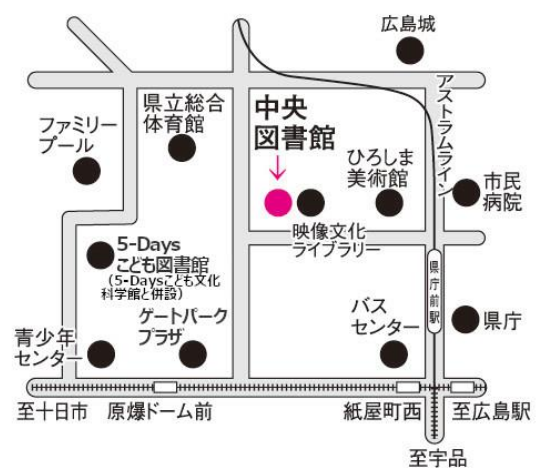 広島城
県立総合
体育館
中央
図書館
アストラムライン
ファミリー
プール
ひろしま
美術館
市民
病院
映像文化
ライブラリー
5-Days
こども図書館
(5-Daysこども文化
科学館と併設)
県庁前駅
ゲートパーク
プラザ
バス
センター
県庁
青少年
センター
至十日市
原爆ドーム前
紙屋町西
至広島駅
至宇品